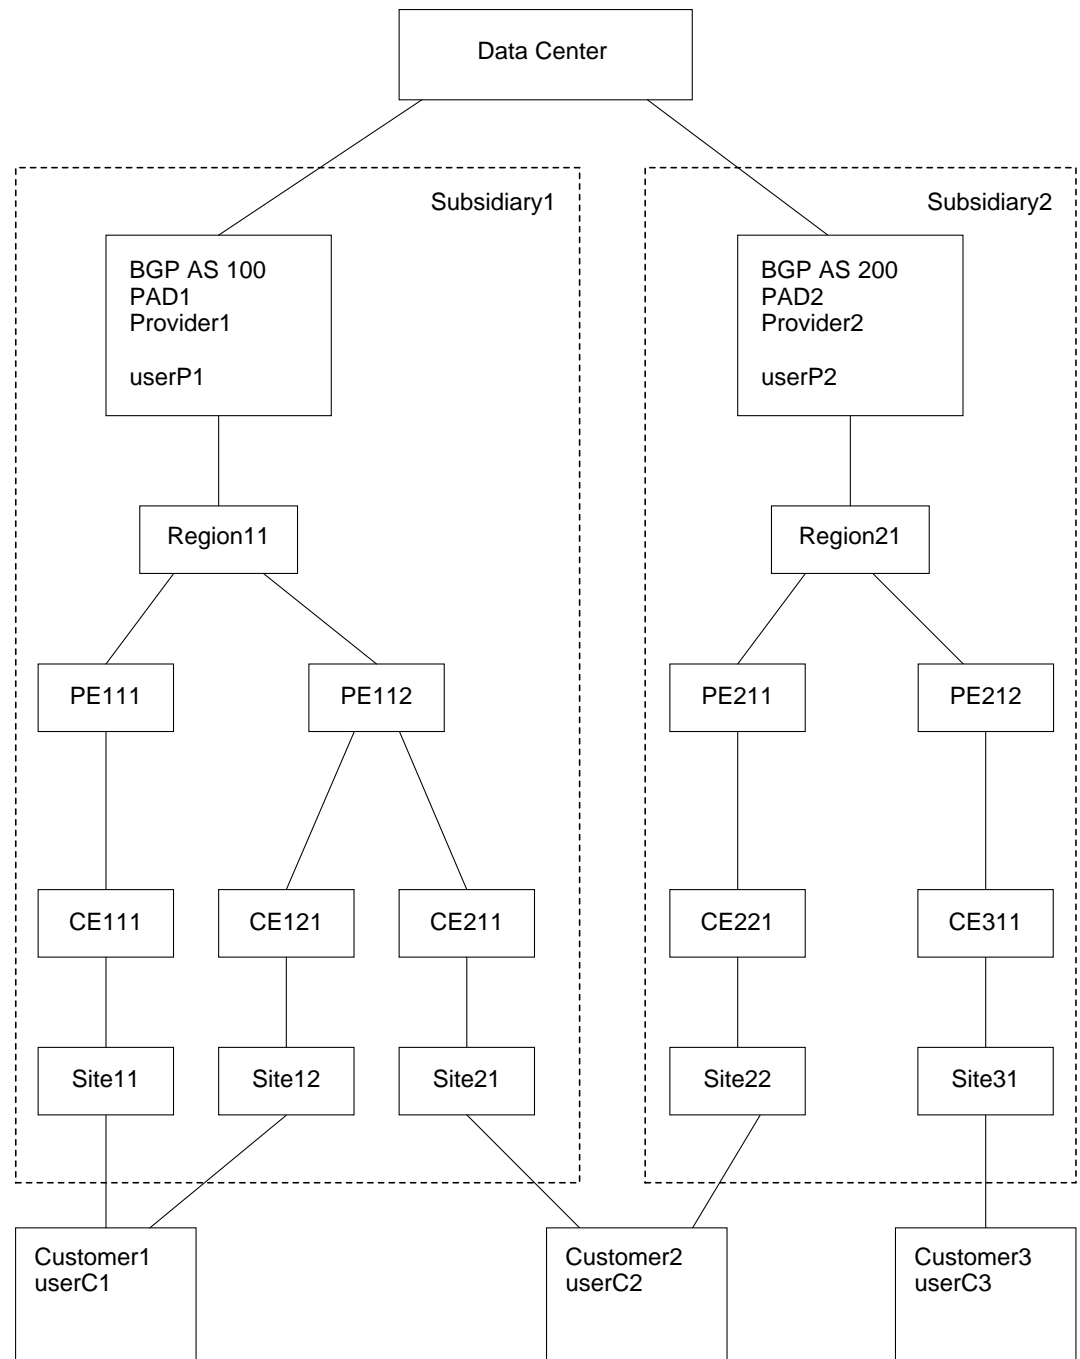 Data Center
Subsidiary1
Subsidiary2
BGP AS 100
PAD1
Provider1
userP1
BGP AS 200
PAD2
Provider2
userP2
Region11
Region21
PE111
PE112
PE211
PE212
CE111
CE121
CE211
CE221
CE311
Site11
Site12
Site21
Site22
Site31
Customer1
userC1
Customer2
userC2
Customer3
userC3